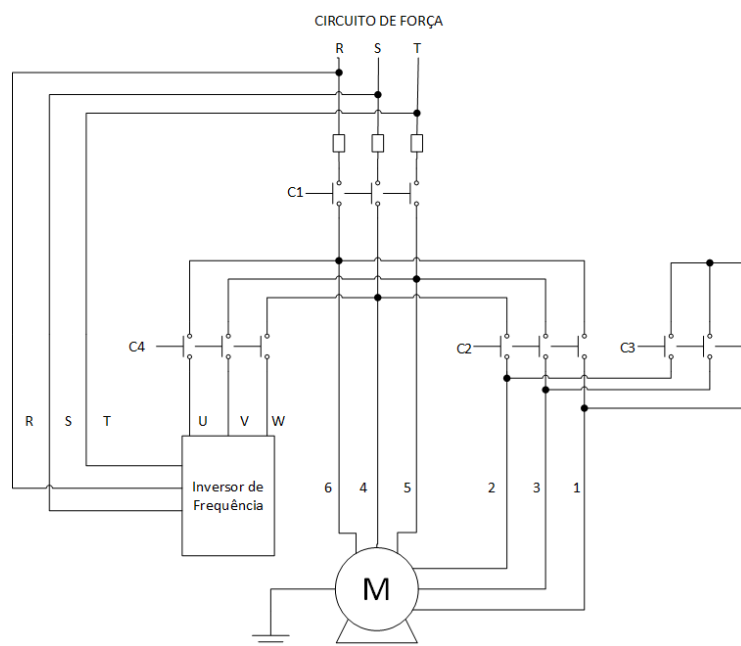 CIRCUITO DE FORÇA
R S T
C1
C4 C2 C3
R S T U V W
Inversor de
Frequência
6 4 5 2 3 1
M